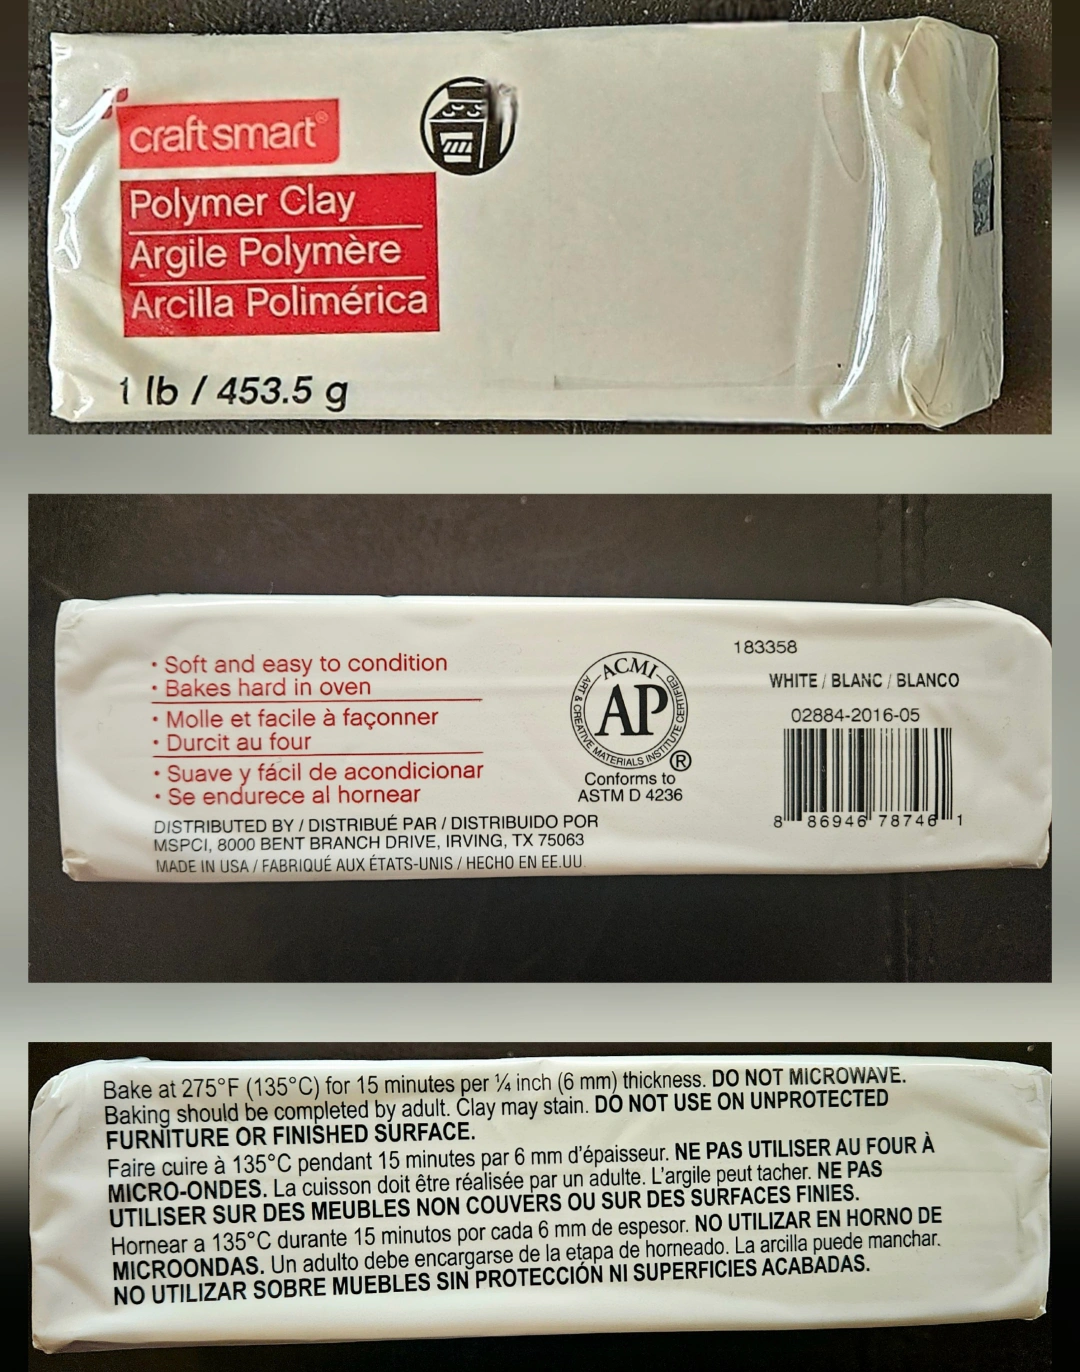 craft smart®
Polymer Clay
Argile Polymère
Arcilla Polimérica
1 lb / 453.5 g
• Soft and easy to condition
• Bakes hard in oven
• Molle et facile à façonner
• Durcit au four
• Suave y fácil de acondicionar
• Se endurece al hornear
DISTRIBUTED BY / DISTRIBUÉ PAR / DISTRIBUIDO POR
MSPCI, 8000 BENT BRANCH DRIVE, IRVING, TX 75063
MADE IN USA / FABRIQUÉ AUX ÉTATS-UNIS / HECHO EN EE.UU.
ACMI
AP
ART & CREATIVE MATERIALS INSTITUTE CERTIFIED
®
Conforms to
ASTM D 4236
183358
WHITE / BLANC / BLANCO
02884-2016-05
8 86946 78746 1
Bake at 275°F (135°C) for 15 minutes per ¼ inch (6 mm) thickness. DO NOT MICROWAVE.
Baking should be completed by adult. Clay may stain. DO NOT USE ON UNPROTECTED
FURNITURE OR FINISHED SURFACE.
Faire cuire à 135°C pendant 15 minutes par 6 mm d'épaisseur. NE PAS UTILISER AU FOUR À
MICRO-ONDES. La cuisson doit être réalisée par un adulte. L'argile peut tacher. NE PAS
UTILISER SUR DES MEUBLES NON COUVERS OU SUR DES SURFACES FINIES.
Hornear a 135°C durante 15 minutos por cada 6 mm de espesor. NO UTILIZAR EN HORNO DE
MICROONDAS. Un adulto debe encargarse de la etapa de horneado. La arcilla puede manchar.
NO UTILIZAR SOBRE MUEBLES SIN PROTECCIÓN NI SUPERFICIES ACABADAS.